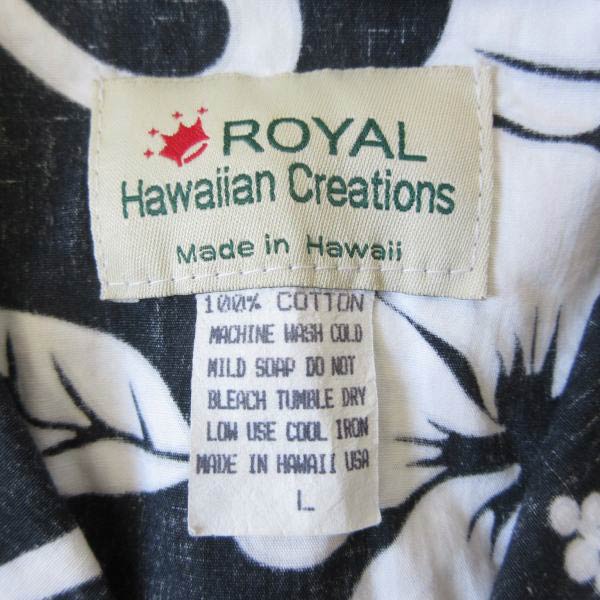 ROYAL
Hawaiian Creations
Made in Hawaii
100% COTTON
MACHINE WASH COLD
MILD SOAP DO NOT
BLEACH TUMBLE DRY
LOW USE COOL IRON
MADE IN HAWAII USA
L